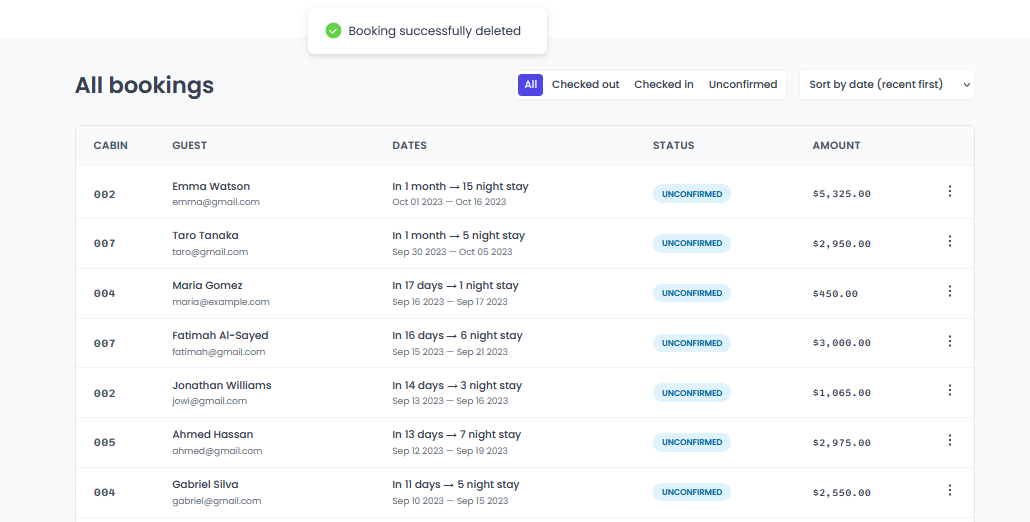 Booking successfully deleted
All bookings
All Checked out Checked in Unconfirmed Sort by date (recent first)
CABIN GUEST DATES STATUS AMOUNT
002 Emma Watson In 1 month → 15 night stay UNCONFIRMED $5,325.00
emma@gmail.com Oct 01 2023 — Oct 16 2023
007 Taro Tanaka In 1 month → 5 night stay UNCONFIRMED $2,950.00
taro@gmail.com Sep 30 2023 — Oct 05 2023
004 Maria Gomez In 17 days → 1 night stay UNCONFIRMED $450.00
maria@example.com Sep 16 2023 — Sep 17 2023
007 Fatimah Al-Sayed In 16 days → 6 night stay UNCONFIRMED $3,000.00
fatimah@gmail.com Sep 15 2023 — Sep 21 2023
002 Jonathan Williams In 14 days → 3 night stay UNCONFIRMED $1,065.00
jowi@gmail.com Sep 13 2023 — Sep 16 2023
005 Ahmed Hassan In 13 days → 7 night stay UNCONFIRMED $2,975.00
ahmed@gmail.com Sep 12 2023 — Sep 19 2023
004 Gabriel Silva In 11 days → 5 night stay UNCONFIRMED $2,550.00
gabriel@gmail.com Sep 10 2023 — Sep 15 2023